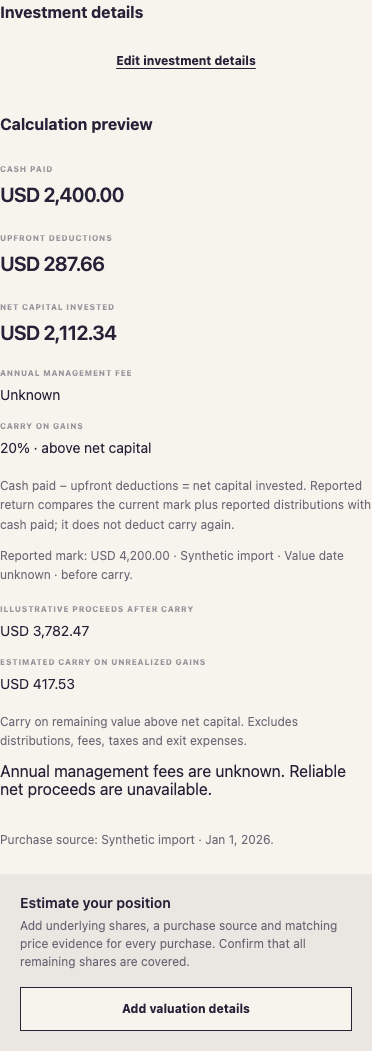 Investment details
Edit investment details
Calculation preview
CASH PAID
USD 2,400.00
UPFRONT DEDUCTIONS
USD 287.66
NET CAPITAL INVESTED
USD 2,112.34
ANNUAL MANAGEMENT FEE
Unknown
CARRY ON GAINS
20% · above net capital
Cash paid − upfront deductions = net capital invested. Reported
return compares the current mark plus reported distributions with
cash paid; it does not deduct carry again.
Reported mark: USD 4,200.00 · Synthetic import · Value date
unknown · before carry.
ILLUSTRATIVE PROCEEDS AFTER CARRY
USD 3,782.47
ESTIMATED CARRY ON UNREALIZED GAINS
USD 417.53
Carry on remaining value above net capital. Excludes
distributions, fees, taxes and exit expenses.
Annual management fees are unknown. Reliable
net proceeds are unavailable.
Purchase source: Synthetic import · Jan 1, 2026.
Estimate your position
Add underlying shares, a purchase source and matching
price evidence for every purchase. Confirm that all
remaining shares are covered.
Add valuation details